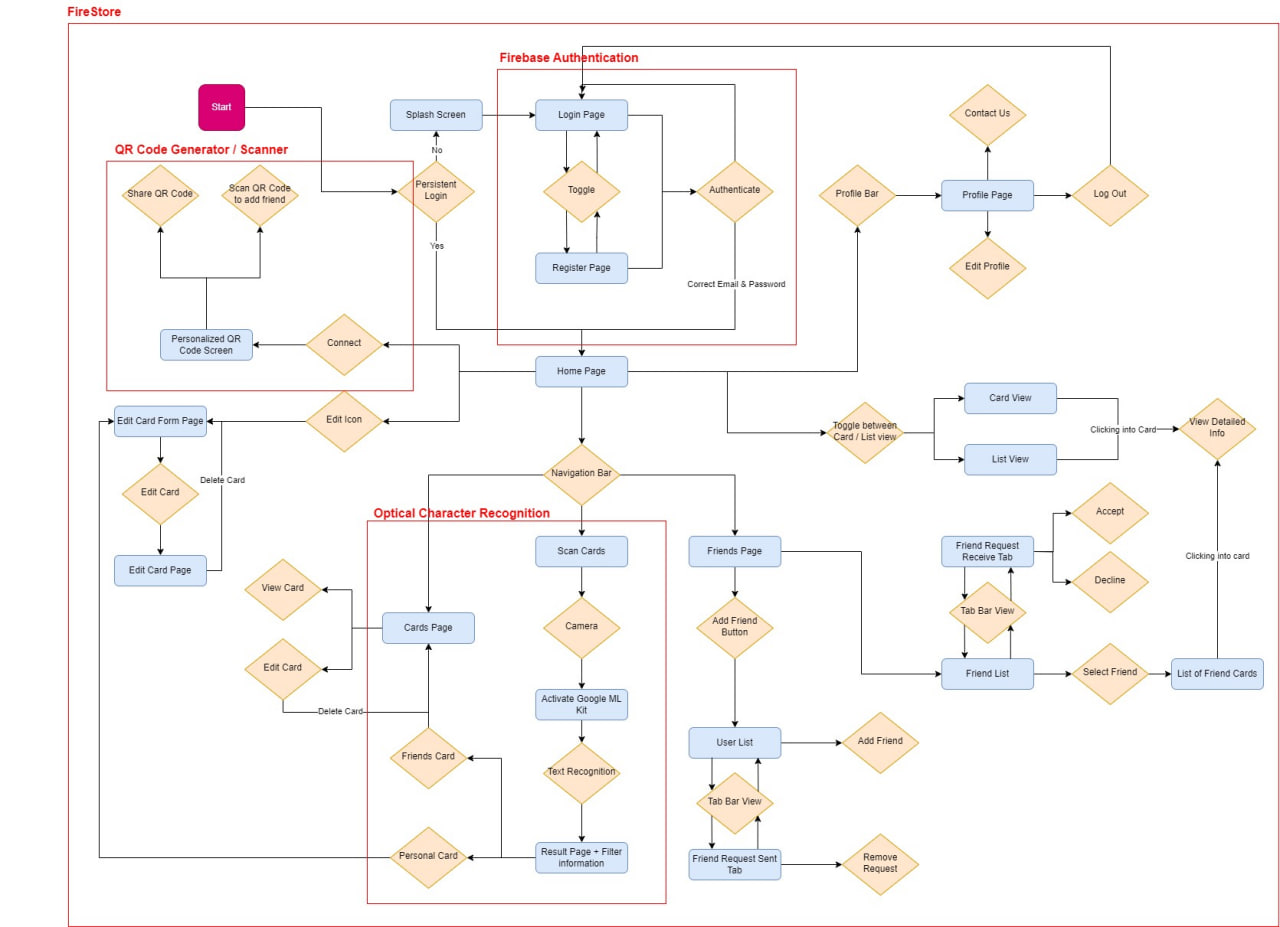 FireStore
Firebase Authentication
Start
Splash Screen
Login Page
Contact Us
QR Code Generator / Scanner
No
Share QR Code
Scan QR Code
to add friend
Persistent
Login
Toggle
Authenticate
Profile Bar
Profile Page
Log Out
Yes
Register Page
Edit Profile
Correct Email & Password
Personalized QR
Code Screen
Connect
Home Page
Card View
Edit Card Form Page
Edit Icon
Toggle between
Card / List view
Clicking into Card
View Detailed
Info
List View
Navigation Bar
Delete Card
Edit Card
Optical Character Recognition
Accept
Scan Cards
Friends Page
Friend Request
Receive Tab
Clicking into card
Edit Card Page
Decline
View Card
Cards Page
Camera
Add Friend
Button
Tab Bar View
Edit Card
Friend List
Select Friend
List of Friend Cards
Delete Card
Activate Google ML
Kit
User List
Add Friend
Friends Card
Text Recognition
Tab Bar View
Personal Card
Result Page + Filter
information
Friend Request Sent
Tab
Remove
Request